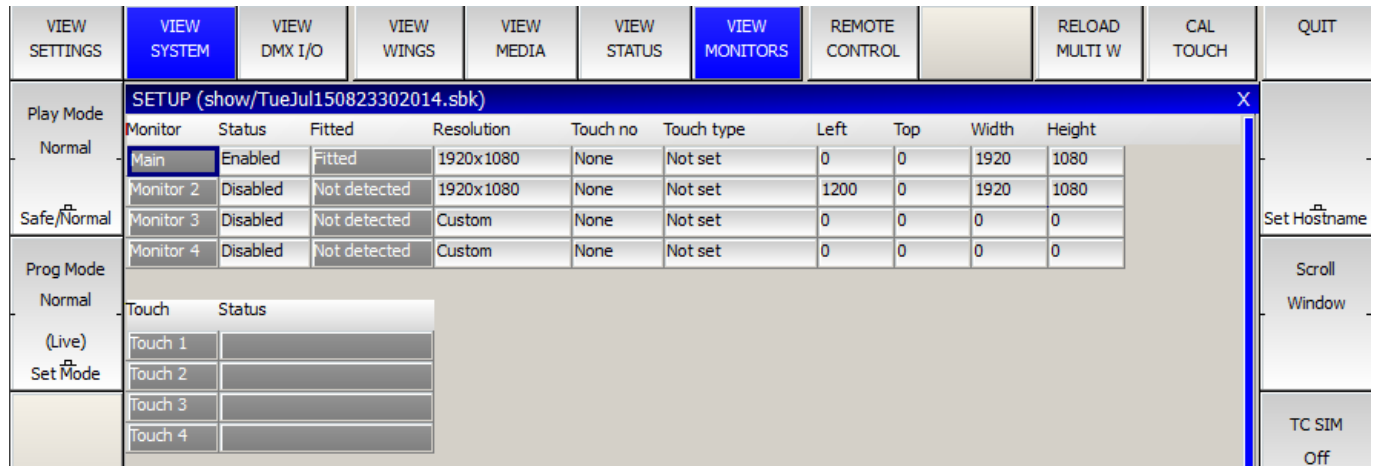 VIEW SETTINGS
VIEW SYSTEM
VIEW DMX I/O
VIEW WINGS
VIEW MEDIA
VIEW STATUS
VIEW MONITORS
REMOTE CONTROL
RELOAD MULTI W
CAL TOUCH
QUIT
Play Mode
Normal
Safe/Normal
Prog Mode
Normal
(Live)
Set Mode
SETUP (show/TueJul150823302014.sbk) X
Monitor Status Fitted Resolution Touch no Touch type Left Top Width Height
Main Enabled Fitted 1920x1080 None Not set 0 0 1920 1080
Monitor 2 Disabled Not detected 1920x1080 None Not set 1200 0 1920 1080
Monitor 3 Disabled Not detected Custom None Not set 0 0 0 0
Monitor 4 Disabled Not detected Custom None Not set 0 0 0 0
Touch Status
Touch 1
Touch 2
Touch 3
Touch 4
Set Hostname
Scroll
Window
TC SIM
Off